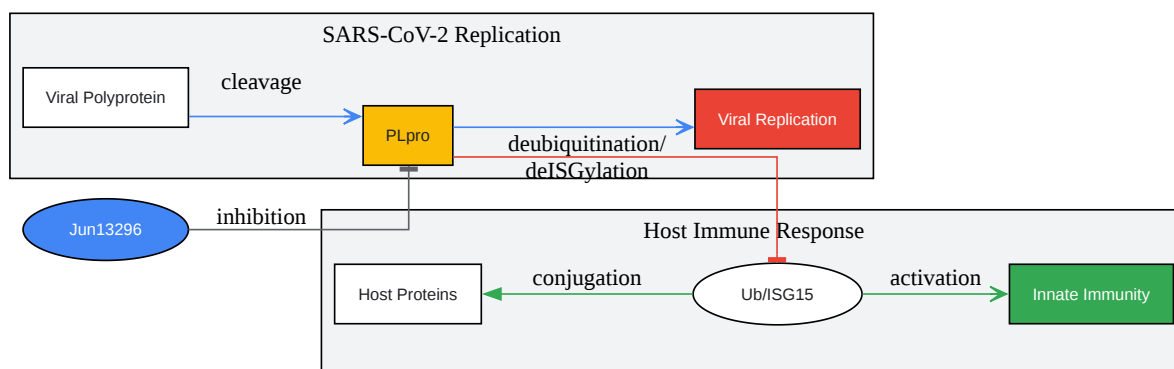 SARS-CoV-2 Replication
cleavage
Viral Polyprotein
PLpro
Viral Replication
deubiquitination/
deISGylation
Jun13296
inhibition
Host Immune Response
Host Proteins
conjugation
Ub/ISG15
activation
Innate Immunity